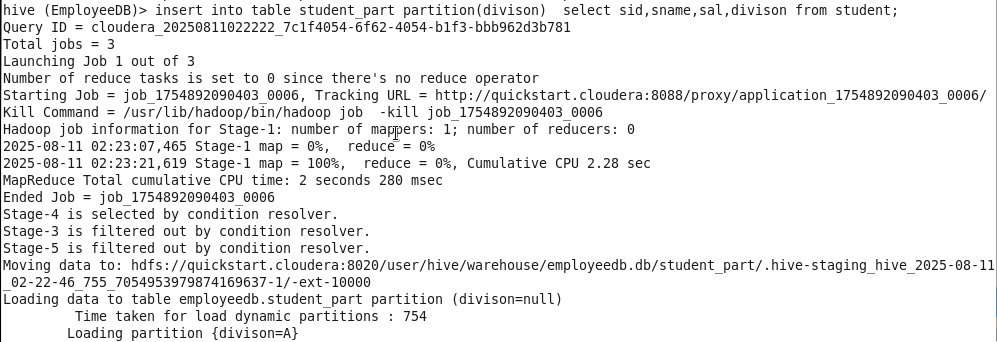 hive (EmployeeDB)> insert into table student_part partition(divison)  select sid,sname,sal,divison from student;
Query ID = cloudera_20250811022222_7c1f4054-6f62-4054-b1f3-bbb962d3b781
Total jobs = 3
Launching Job 1 out of 3
Number of reduce tasks is set to 0 since there's no reduce operator
Starting Job = job_1754892090403_0006, Tracking URL = http://quickstart.cloudera:8088/proxy/application_1754892090403_0006/
Kill Command = /usr/lib/hadoop/bin/hadoop job  -kill job_1754892090403_0006
Hadoop job information for Stage-1: number of mappers: 1; number of reducers: 0
2025-08-11 02:23:07,465 Stage-1 map = 0%,  reduce = 0%
2025-08-11 02:23:21,619 Stage-1 map = 100%,  reduce = 0%, Cumulative CPU 2.28 sec
MapReduce Total cumulative CPU time: 2 seconds 280 msec
Ended Job = job_1754892090403_0006
Stage-4 is selected by condition resolver.
Stage-3 is filtered out by condition resolver.
Stage-5 is filtered out by condition resolver.
Moving data to: hdfs://quickstart.cloudera:8020/user/hive/warehouse/employeedb.db/student_part/.hive-staging_hive_2025-08-11
_02-22-46_755_7054953979874169637-1/-ext-10000
Loading data to table employeedb.student_part partition (divison=null)
         Time taken for load dynamic partitions : 754
        Loading partition {divison=A}